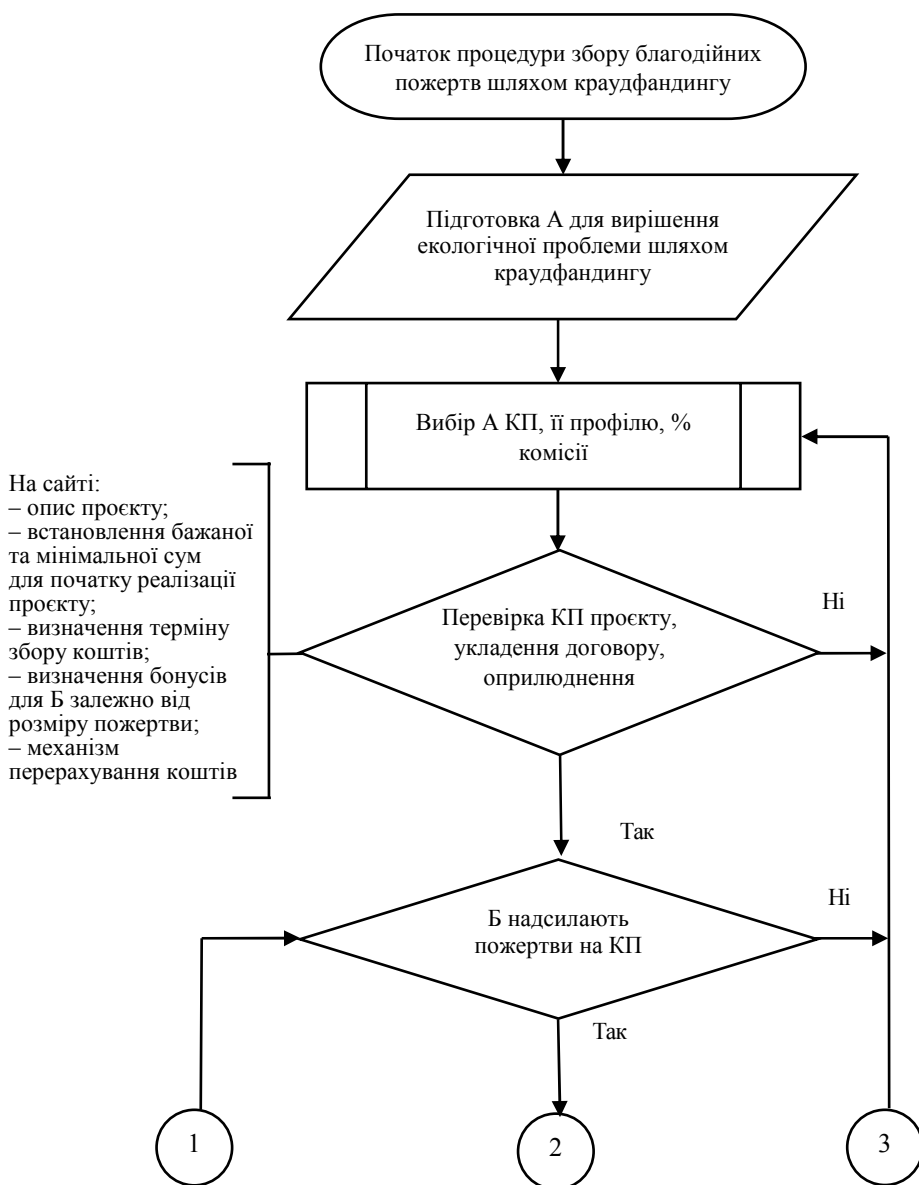 Початок процедури збору благодійних
пожертв шляхом краудфандингу
Підготовка А для вирішення
екологічної проблеми шляхом
краудфандингу
Вибір А КП, її профілю, %
комісії
На сайті:
– опис проєкту;
– встановлення бажаної
та мінімальної сум
для початку реалізації
проєкту;
– визначення терміну
збору коштів;
– визначення бонусів
для Б залежно від
розміру пожертви;
– механізм
перерахування коштів
Перевірка КП проєкту,
укладення договору,
оприлюднення
Ні
Так
Б надсилають
пожертви на КП
Ні
Так
1
2
3